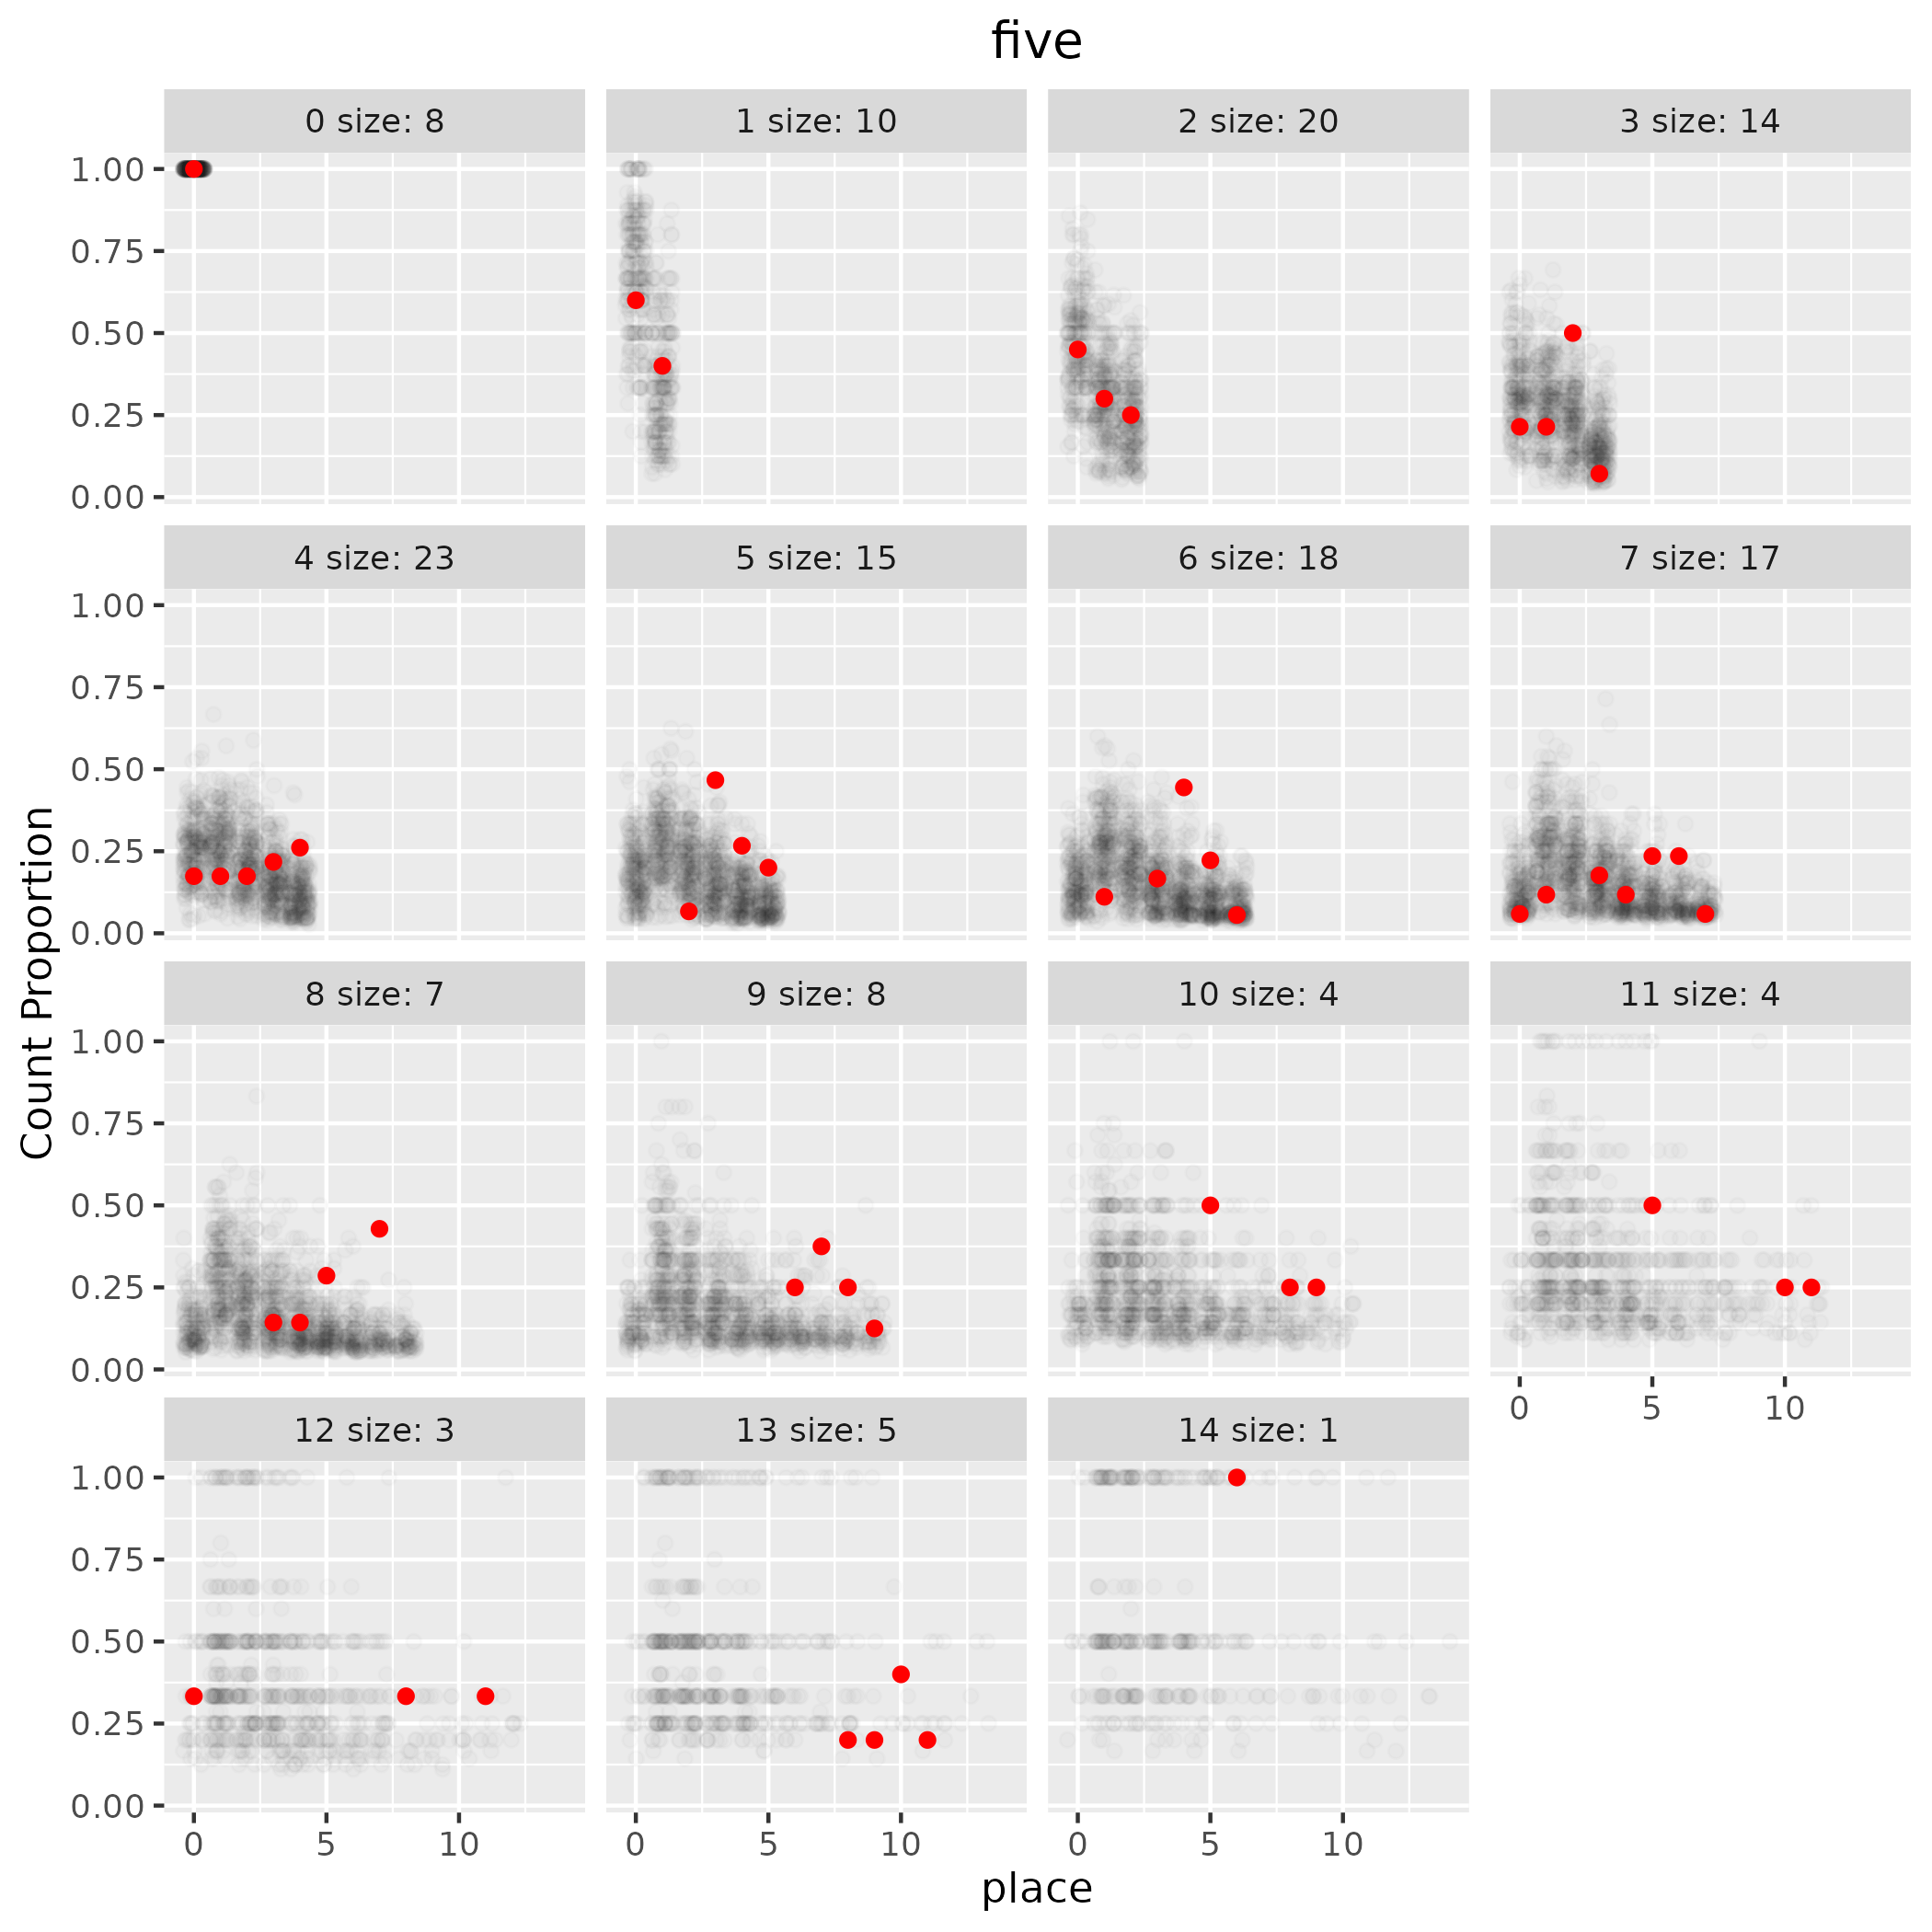 five
0 size: 8
1 size: 10
2 size: 20
3 size: 14
1.00
0.75
0.50
0.25
0.00
4 size: 23
5 size: 15
6 size: 18
7 size: 17
1.00
0.75
0.50
0.25
0.00
Count Proportion
8 size: 7
9 size: 8
10 size: 4
11 size: 4
1.00
0.75
0.50
0.25
0.00
0 5 10
12 size: 3
13 size: 5
14 size: 1
1.00
0.75
0.50
0.25
0.00
0 5 10
0 5 10
0 5 10
place